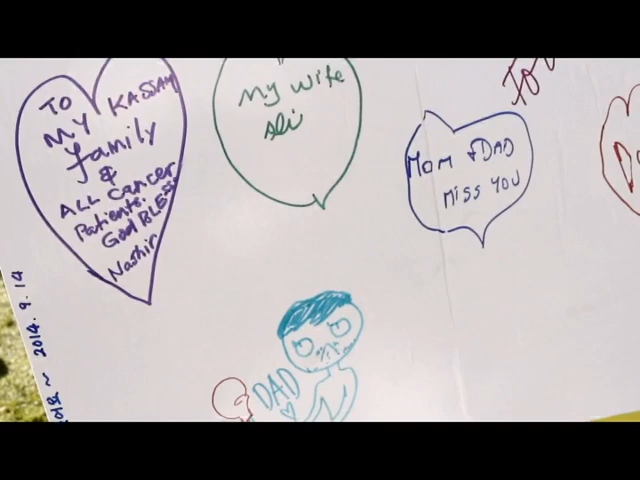 TO
MY KASSAM
family
&
ALL Cancer
Patients.
God BLESS
Nashir
My wife
Mom & DAD
MISS YOU
DAD
2014. 9. 14